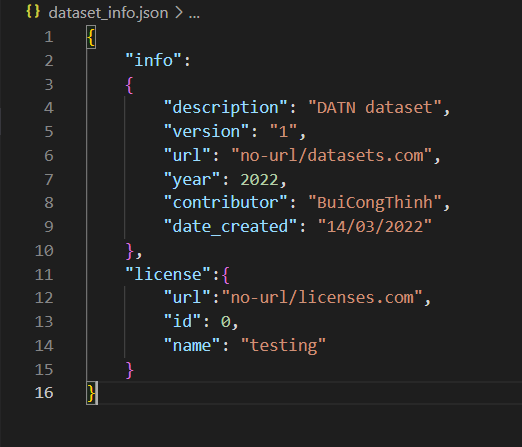 {} dataset_info.json > ...
1 {
2 "info":
3 {
4 "description": "DATN dataset",
5 "version": "1",
6 "url": "no-url/datasets.com",
7 "year": 2022,
8 "contributor": "BuiCongThinh",
9 "date_created": "14/03/2022"
10 },
11 "license":{
12 "url":"no-url/licenses.com",
13 "id": 0,
14 "name": "testing"
15 }
16 }